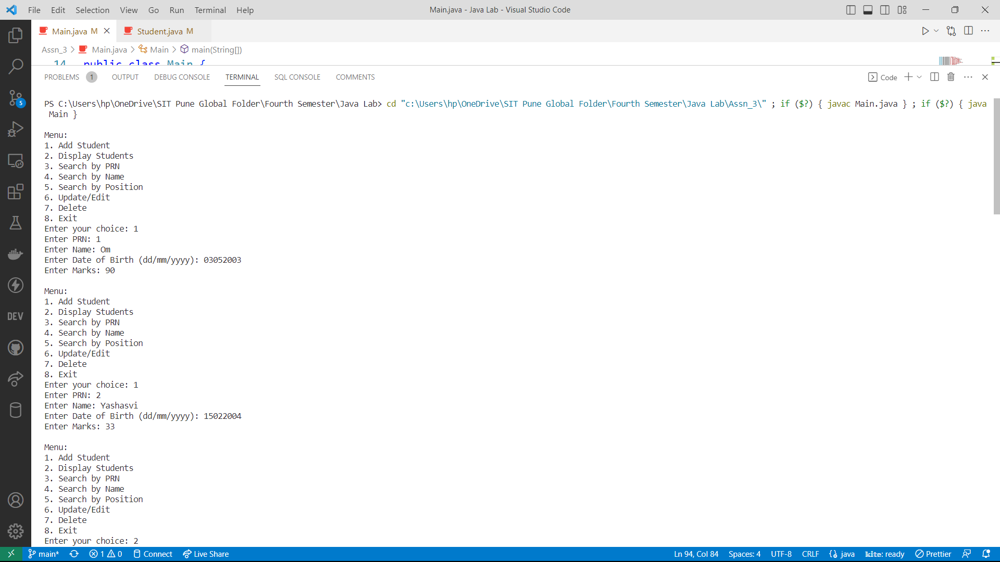 File Edit Selection View Go Run Terminal Help Main.java - Java Lab - Visual Studio Code
Main.java M Student.java M
Assn_3 > Main.java > Main > main(String[])
14 public class Main {
PROBLEMS 1 OUTPUT DEBUG CONSOLE TERMINAL SQL CONSOLE COMMENTS Code
PS C:\Users\hp\OneDrive\SIT Pune Global Folder\Fourth Semester\Java Lab> cd "c:\Users\hp\OneDrive\SIT Pune Global Folder\Fourth Semester\Java Lab\Assn_3\" ; if ($?) { javac Main.java } ; if ($?) { java
Main }
Menu:
1. Add Student
2. Display Students
3. Search by PRN
4. Search by Name
5. Search by Position
6. Update/Edit
7. Delete
8. Exit
Enter your choice: 1
Enter PRN: 1
Enter Name: Om
Enter Date of Birth (dd/mm/yyyy): 03052003
Enter Marks: 90
Menu:
1. Add Student
2. Display Students
3. Search by PRN
4. Search by Name
5. Search by Position
6. Update/Edit
7. Delete
8. Exit
Enter your choice: 1
Enter PRN: 2
Enter Name: Yashasvi
Enter Date of Birth (dd/mm/yyyy): 15022004
Enter Marks: 33
Menu:
1. Add Student
2. Display Students
3. Search by PRN
4. Search by Name
5. Search by Position
6. Update/Edit
7. Delete
8. Exit
Enter your choice: 2
5
DEV
main* 1 0 Connect Live Share Ln 94, Col 84 Spaces: 4 UTF-8 CRLF java kite: ready Prettier